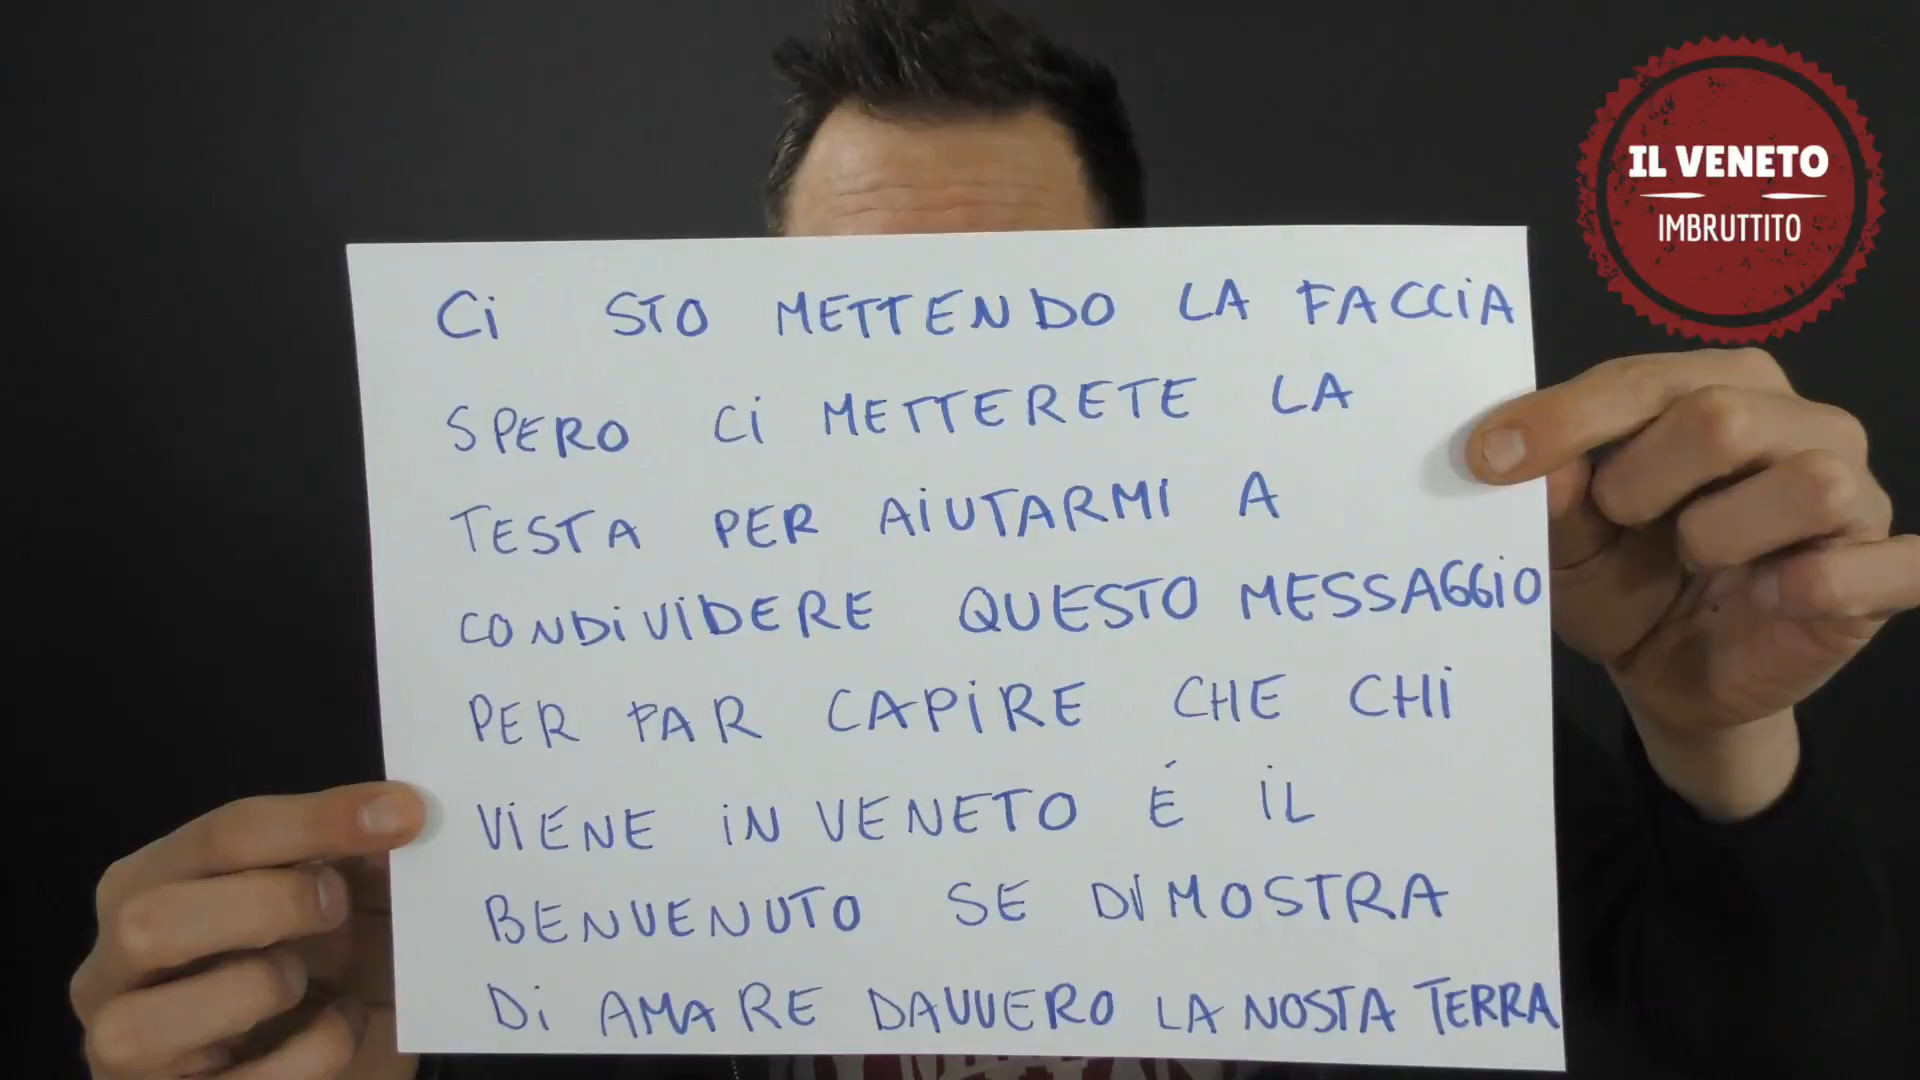 IL VENETO
IMBRUTTITO
Ci STO METTENDO LA FACCiA
SPERO Ci METTERETE LA
TESTA PER AiUTARMI A
CONDiViDERE QUESTO MESSAGGiO
PER FAR CAPiRE CHE CHi
ViENE iN VENETO É iL
BENVENUTO SE DiMOSTRA
Di AMARE DAVVERO LA NOSTA TERRA